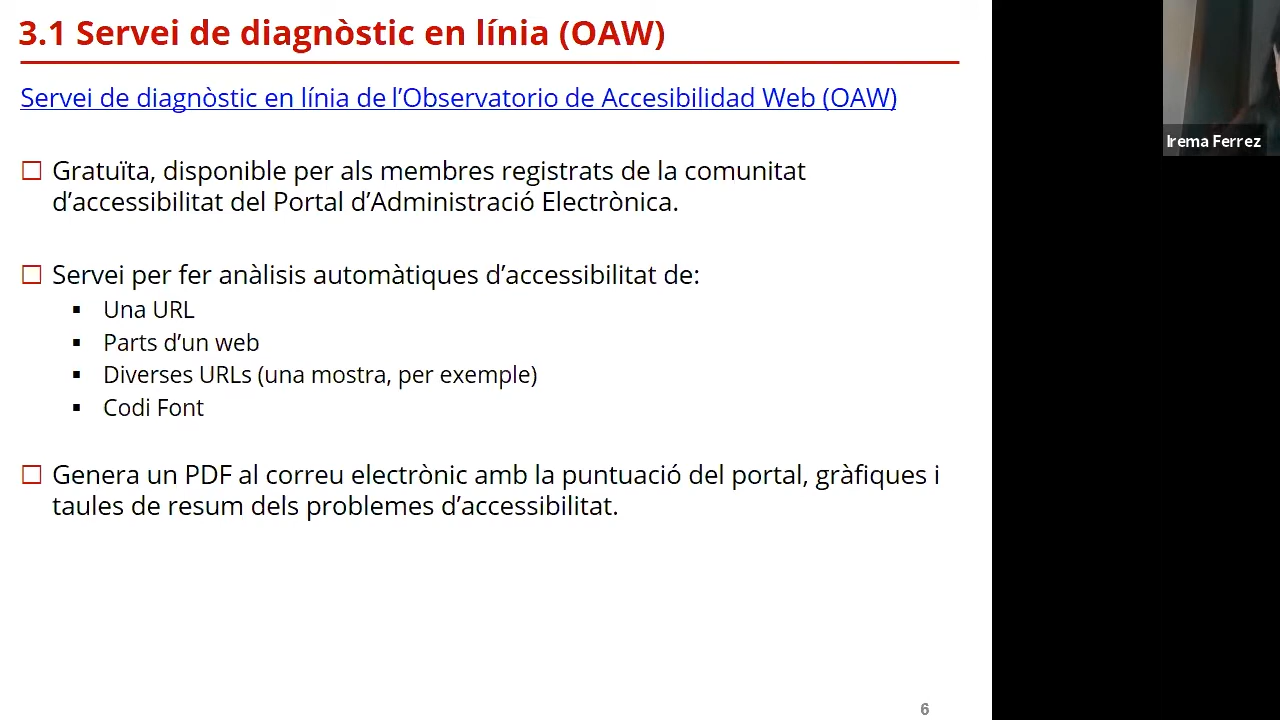 3.1 Servei de diagnòstic en línia (OAW)
Servei de diagnòstic en línia de l’Observatorio de Accesibilidad Web (OAW)
Gratuïta, disponible per als membres registrats de la comunitat
d’accessibilitat del Portal d’Administració Electrònica.
Servei per fer anàlisis automàtiques d’accessibilitat de:
Una URL
Parts d’un web
Diverses URLs (una mostra, per exemple)
Codi Font
Genera un PDF al correu electrònic amb la puntuació del portal, gràfiques i
taules de resum dels problemes d’accessibilitat.
6
Irema Ferrez